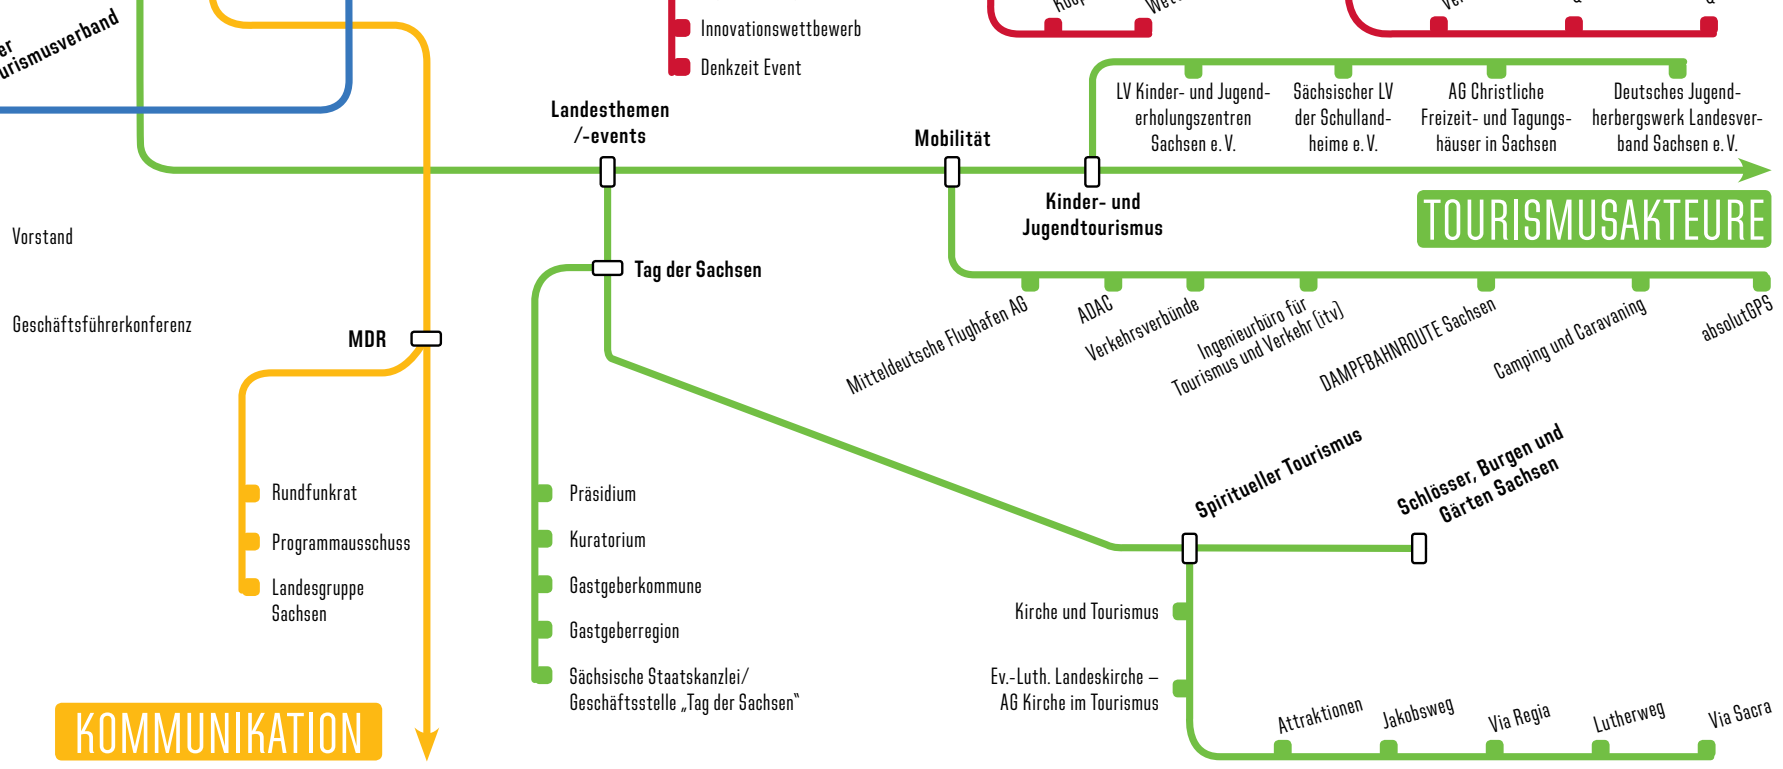 urismusverband
Innovationswettbewerb
Denkzeit Event
Landesthemen
/-events
Mobilität
LV Kinder- und Jugend-
erholungszentren
Sachsen e. V.
Sächsischer LV
der Schulland-
heime e. V.
AG Christliche
Freizeit- und Tagungs-
häuser in Sachsen
Deutsches Jugend-
herbergswerk Landesver-
band Sachsen e. V.
Kinder- und
Jugendtourismus
TOURISMUSAKTEURE
Vorstand
Geschäftsführerkonferenz
Tag der Sachsen
MDR
Mitteldeutsche Flughafen AG
ADAC
Verkehrsverbünde
Ingenieurbüro für
Tourismus und Verkehr (itv)
DAMPFBAHNROUTE Sachsen
Camping und Caravaning
absolutGPS
Spiritueller Tourismus
Schlösser, Burgen und
Gärten Sachsen
Rundfunkrat
Programmausschuss
Landesgruppe
Sachsen
Präsidium
Kuratorium
Gastgeberkommune
Gastgeberregion
Sächsische Staatskanzlei/
Geschäftsstelle „Tag der Sachsen“
Kirche und Tourismus
Ev.-Luth. Landeskirche –
AG Kirche im Tourismus
Attraktionen
Jakobsweg
Via Regia
Lutherweg
Via Sacra
KOMMUNIKATION